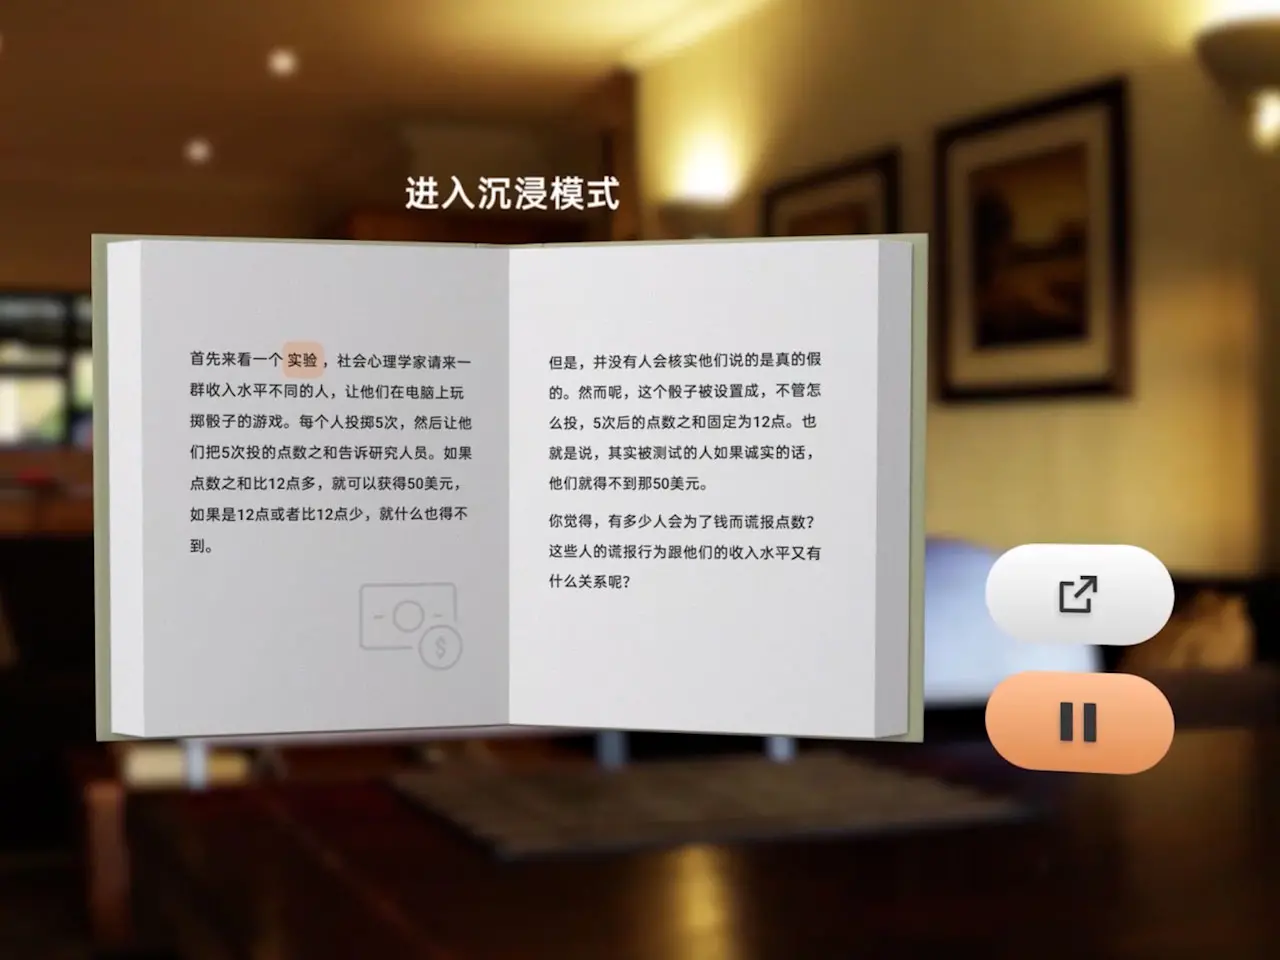 进入沉浸模式
首先来看一个实验，社会心理学家请来一
群收入水平不同的人，让他们在电脑上玩
掷骰子的游戏。每个人投掷5次，然后让他
们把5次投的点数之和告诉研究人员。如果
点数之和比12点多，就可以获得50美元，
如果是12点或者比12点少，就什么也得不
到。
$
但是，并没有人会核实他们说的是真的假
的。然而呢，这个骰子被设置成，不管怎
么投，5次后的点数之和固定为12点。也
就是说，其实被测试的人如果诚实的话，
他们就得不到那50美元。
你觉得，有多少人会为了钱而谎报点数？
这些人的谎报行为跟他们的收入水平又有
什么关系呢？